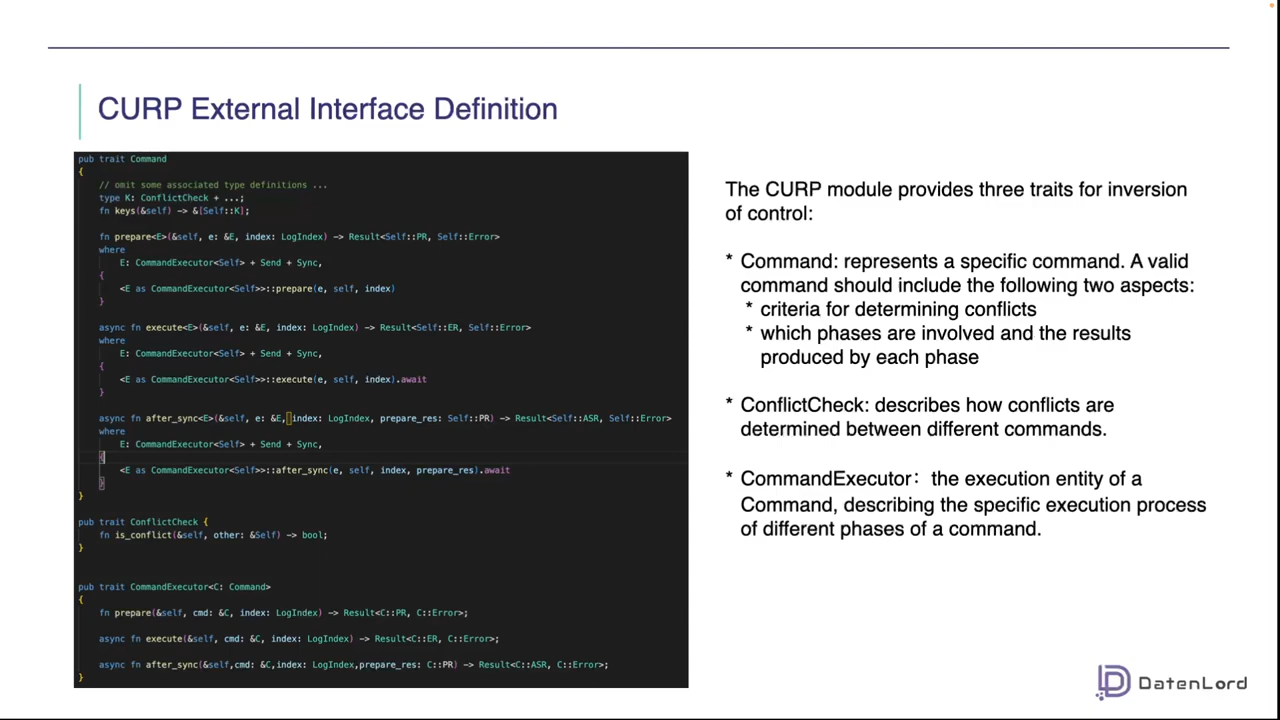 CURP External Interface Definition
pub trait Command
{
// omit some associated type definitions ...
type K: ConflictCheck + ...;
fn keys(&self) -> &[Self::K];
fn prepare<E>(&self, e: &E, index: LogIndex) -> Result<Self::PR, Self::Error>
where
E: CommandExecutor<Self> + Send + Sync,
{
<E as CommandExecutor<Self>>::prepare(e, self, index)
}
async fn execute<E>(&self, e: &E, index: LogIndex) -> Result<Self::ER, Self::Error>
where
E: CommandExecutor<Self> + Send + Sync,
{
<E as CommandExecutor<Self>>::execute(e, self, index).await
}
async fn after_sync<E>(&self, e: &E, index: LogIndex, prepare_res: Self::PR) -> Result<Self::ASR, Self::Error>
where
E: CommandExecutor<Self> + Send + Sync,
{
<E as CommandExecutor<Self>>::after_sync(e, self, index, prepare_res).await
}
}
pub trait ConflictCheck {
fn is_conflict(&self, other: &Self) -> bool;
}
pub trait CommandExecutor<C: Command>
{
fn prepare(&self, cmd: &C, index: LogIndex) -> Result<C::PR, C::Error>;
async fn execute(&self, cmd: &C, index: LogIndex) -> Result<C::ER, C::Error>;
async fn after_sync(&self,cmd: &C,index: LogIndex,prepare_res: C::PR) -> Result<C::ASR, C::Error>;
}
The CURP module provides three traits for inversion
of control:
* Command: represents a specific command. A valid
command should include the following two aspects:
* criteria for determining conflicts
* which phases are involved and the results
produced by each phase
* ConflictCheck: describes how conflicts are
determined between different commands.
* CommandExecutor：the execution entity of a
Command, describing the specific execution process
of different phases of a command.
DatenLord